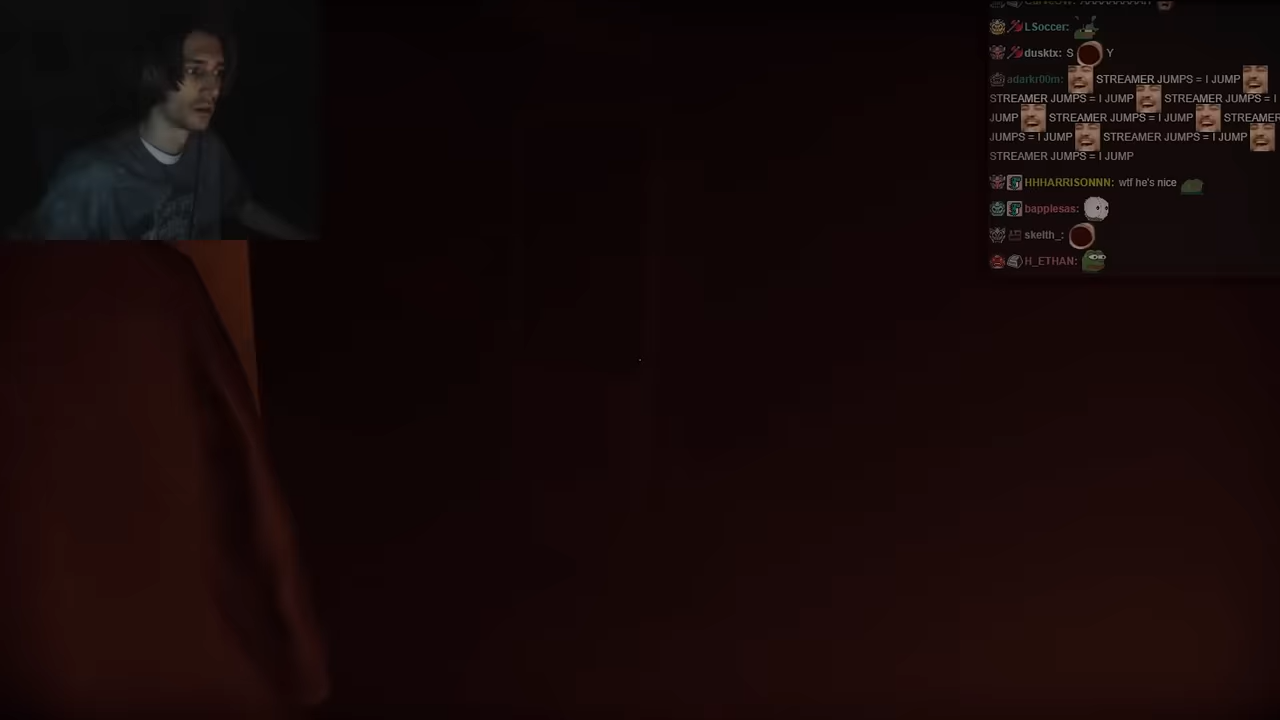 LSoccer:
dusktx: S Y
adarkr00m: STREAMER JUMPS = I JUMP
STREAMER JUMPS = I JUMP STREAMER JUMPS = I
JUMP STREAMER JUMPS = I JUMP STREAMER
JUMPS = I JUMP STREAMER JUMPS = I JUMP
STREAMER JUMPS = I JUMP
HHHARRISONNN: wtf he's nice
bapplesas:
skelth_:
H_ETHAN: